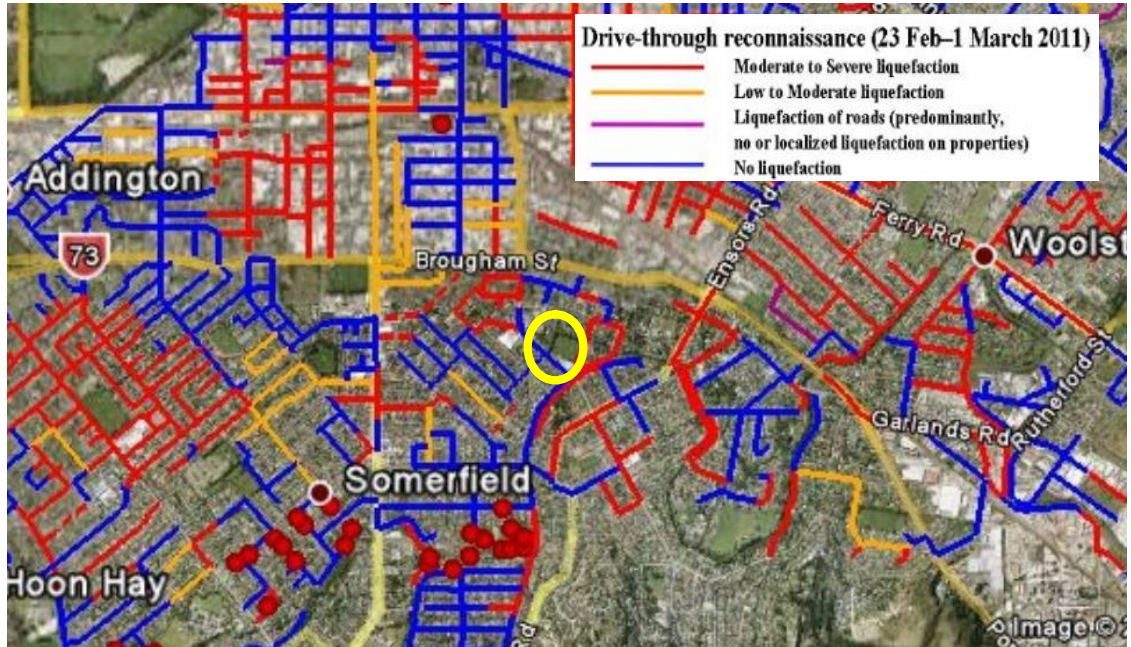 Drive-through reconnaissance (23 Feb–1 March 2011)
Moderate to Severe liquefaction
Low to Moderate liquefaction
Liquefaction of roads (predominantly,
no or localized liquefaction on properties)
No liquefaction
Addington
73
Brougham St
Ensors Rd
Ferry Rd
Woolst
Rutherford St
Garlands Rd
Somerfield
Hoon Hay
Rd
Image ©